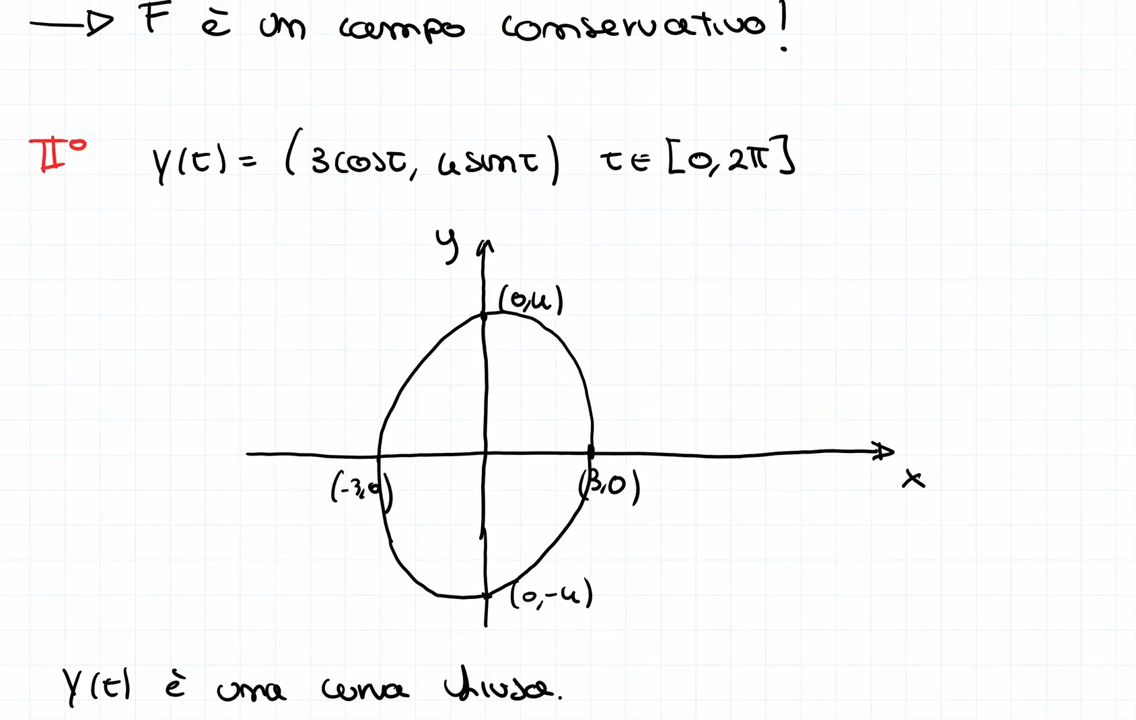 → F è un campo conservativo!
II° γ(t) = (3cost, 4sint) t ∈ [0, 2π]
y
(0,4)
(-3,0)
(3,0)
x
(0,-4)
γ(t) è una curva chiusa.